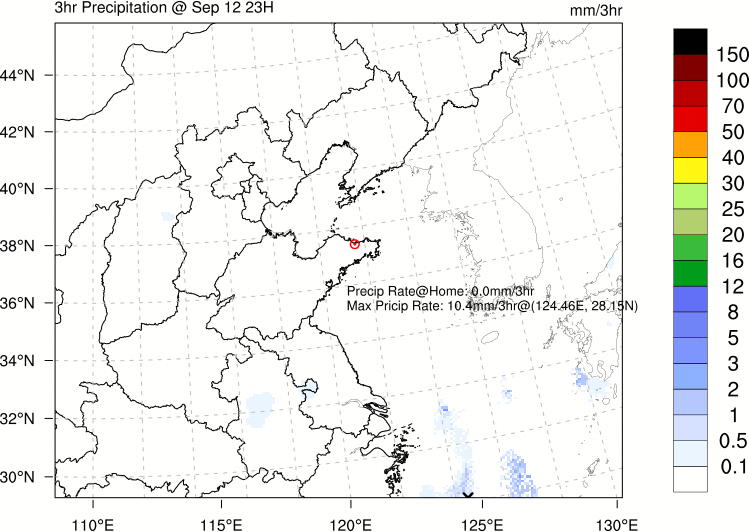 3hr Precipitation @ Sep 12 23H
mm/3hr
44°N
42°N
40°N
38°N
36°N
34°N
32°N
30°N
Precip Rate@Home: 0.0mm/3hr
Max Pricip Rate: 10.4mm/3hr@(124.46E, 28.15N)
110°E 115°E 120°E 125°E 130°E
150
100
70
50
40
30
25
20
16
12
8
5
3
2
1
0.5
0.1